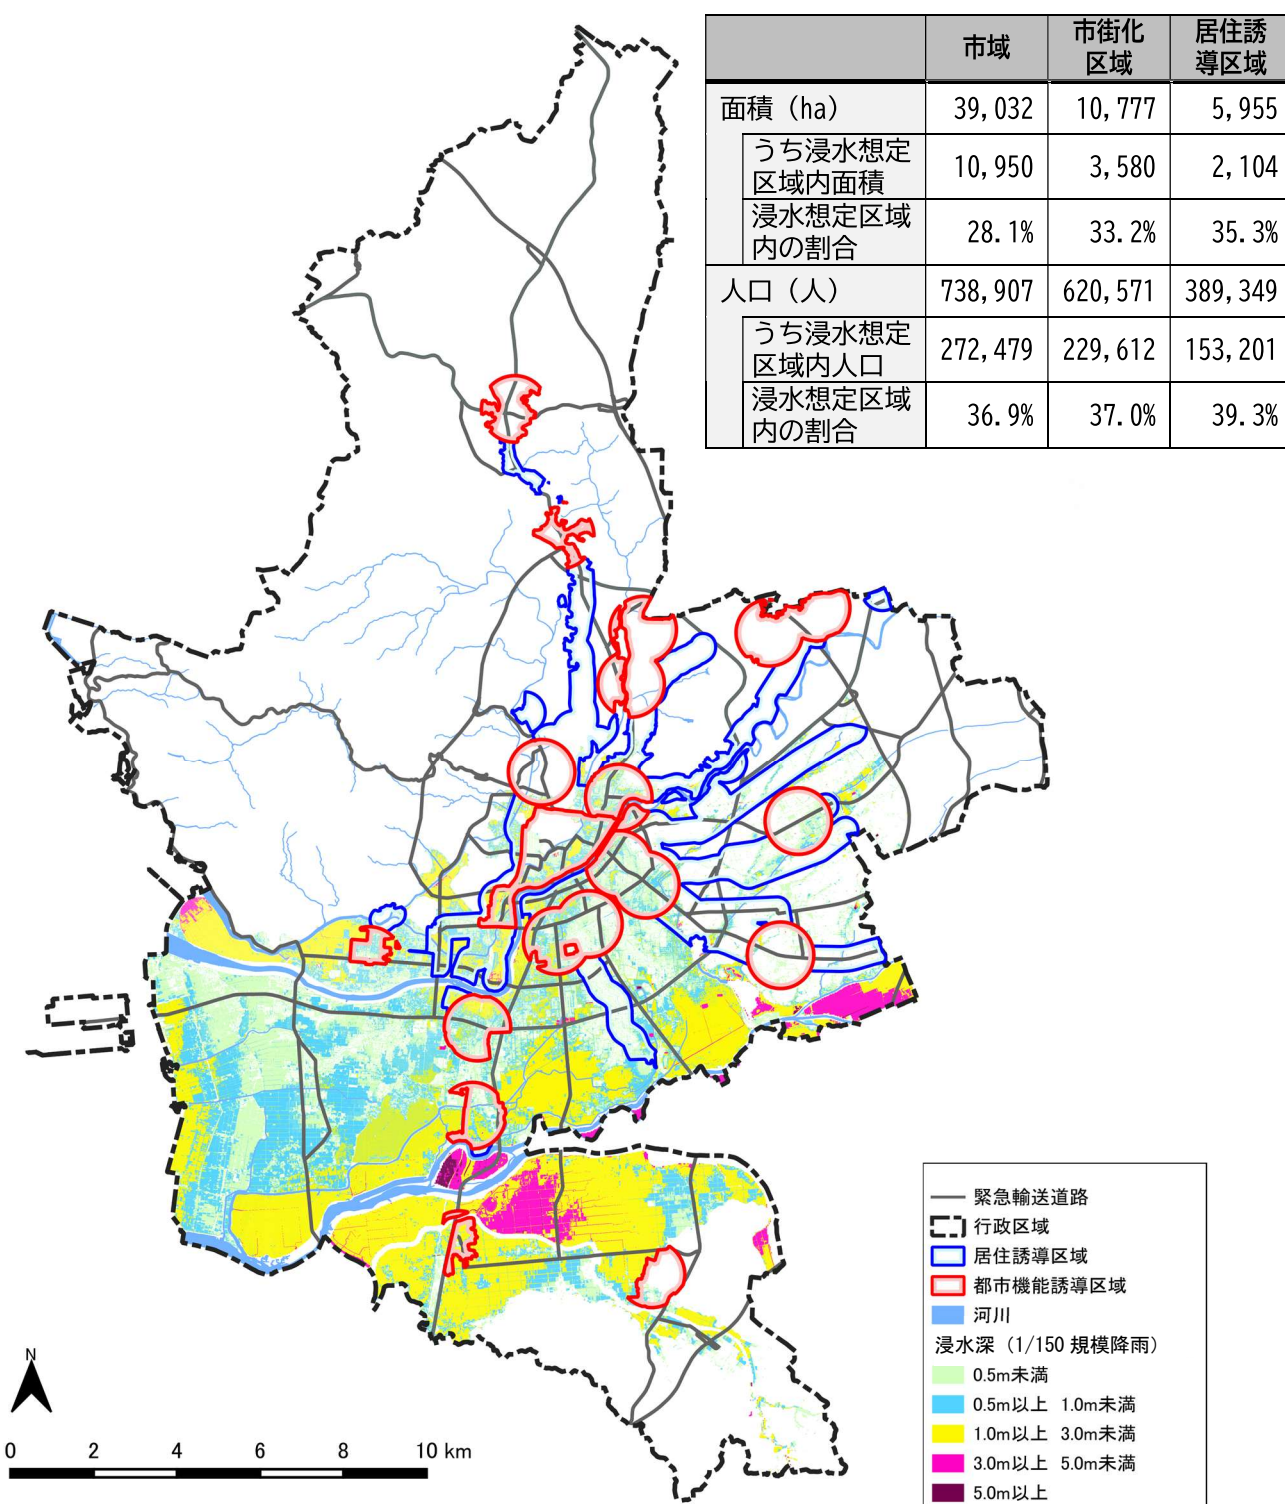 市域
市街化
区域
居住誘
導区域
面積（ha） 39,032 10,777 5,955
うち浸水想定
区域内面積 10,950 3,580 2,104
浸水想定区域
内の割合 28.1% 33.2% 35.3%
人口（人） 738,907 620,571 389,349
うち浸水想定
区域内人口 272,479 229,612 153,201
浸水想定区域
内の割合 36.9% 37.0% 39.3%
緊急輸送道路
行政区域
居住誘導区域
都市機能誘導区域
河川
浸水深（1/150 規模降雨）
0.5m未満
0.5m以上 1.0m未満
1.0m以上 3.0m未満
3.0m以上 5.0m未満
5.0m以上
N
0 2 4 6 8 10 km